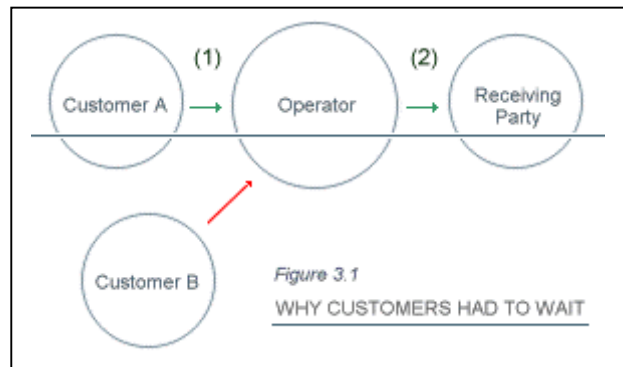 (1)
(2)
Customer A
Operator
Receiving
Party
Customer B
Figure 3.1
WHY CUSTOMERS HAD TO WAIT